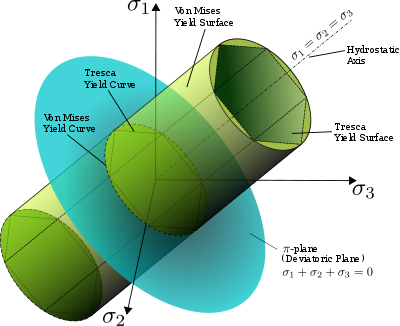 σ₁
Von Mises
Yield Surface
σ₁ = σ₂ = σ₃
Hydrostatic
Axis
Tresca
Yield Curve
Von Mises
Yield Curve
Tresca
Yield Surface
σ₃
π-plane
(Deviatoric Plane)
σ₁ + σ₂ + σ₃ = 0
σ₂